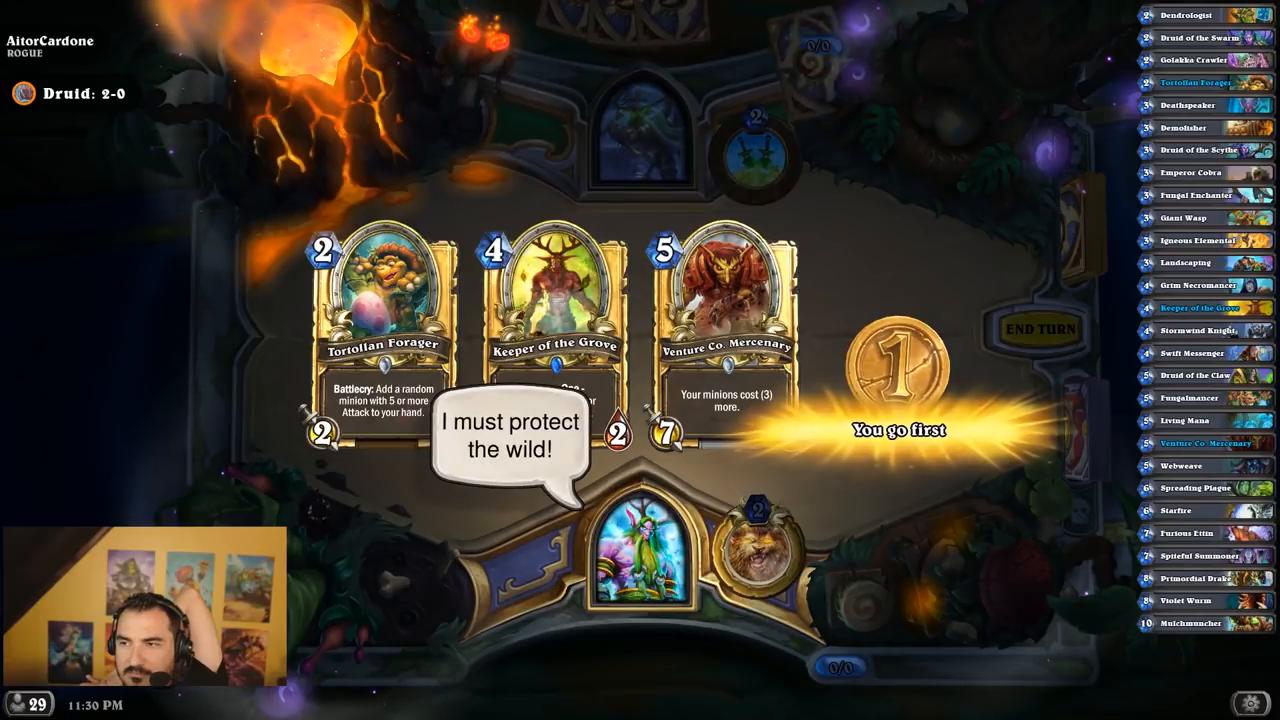 AitorCardone
ROGUE
Druid: 2-0
0/0
2
2
Tortollan Forager
Battlecry: Add a random
minion with 5 or more
Attack to your hand.
2
4
Keeper of the Grove
One -
or
2
5
Venture Co. Mercenary
Your minions cost (3)
more.
7
1
You go first
END TURN
I must protect
the wild!
2
0/0
29
11:30 PM
2 Dendrologist
2 Druid of the Swarm
2 Golakka Crawler
2 Tortollan Forager
3 Deathspeaker
3 Demolisher
3 Druid of the Scythe
3 Emperor Cobra
3 Fungal Enchanter
3 Giant Wasp
3 Igneous Elemental
3 Landscaping
4 Grim Necromancer
4 Keeper of the Grove
4 Stormwind Knight
4 Swift Messenger
5 Druid of the Claw
5 Fungalmancer
5 Living Mana
5 Venture Co. Mercenary
5 Webweave
6 Spreading Plague
6 Starfire
7 Furious Ettin
7 Spiteful Summoner
8 Primordial Drake
8 Violet Wurm
10 Mulchmuncher